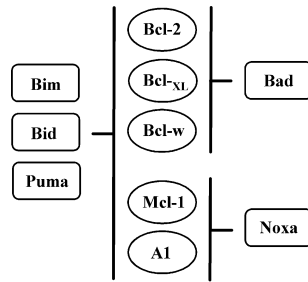 Bcl-2
Bim
Bcl-XL
Bad
Bid
Bcl-w
Puma
Mcl-1
Noxa
A1